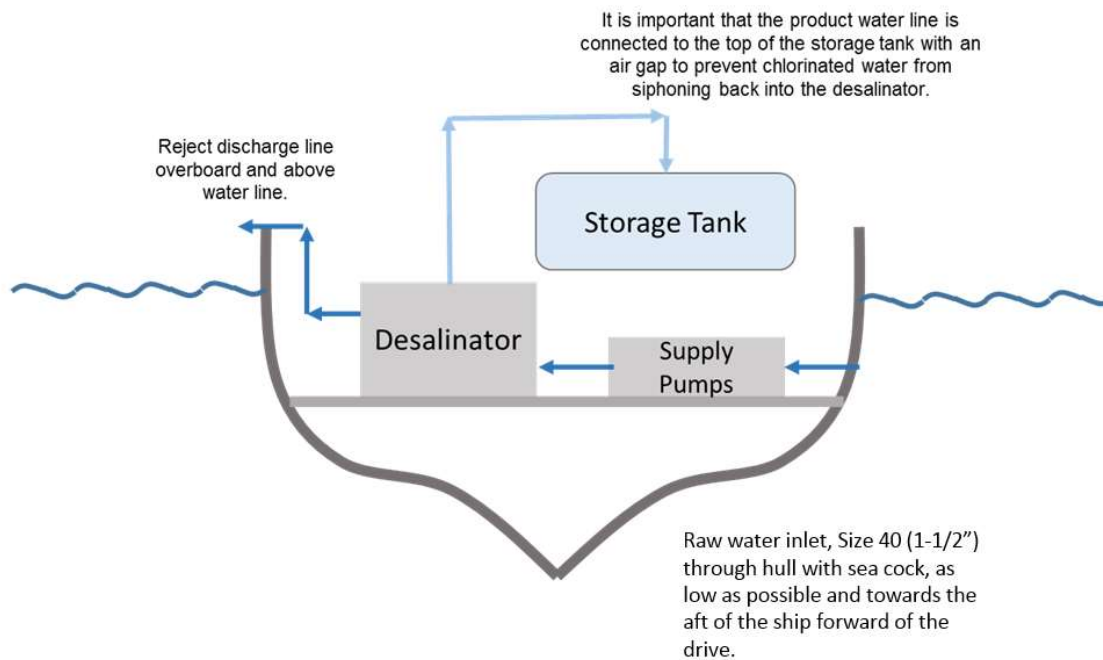 It is important that the product water line is
connected to the top of the storage tank with an
air gap to prevent chlorinated water from
siphoning back into the desalinator.
Reject discharge line
overboard and above
water line.
Storage Tank
Desalinator
Supply
Pumps
Raw water inlet, Size 40 (1-1/2”)
through hull with sea cock, as
low as possible and towards the
aft of the ship forward of the
drive.